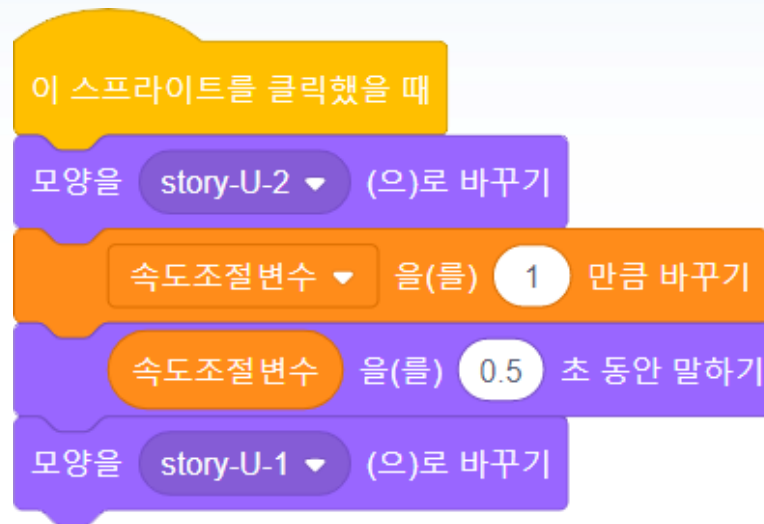 이 스프라이트를 클릭했을 때
모양을 story-U-2 (으)로 바꾸기
속도조절변수 을(를) 1 만큼 바꾸기
속도조절변수 을(를) 0.5 초 동안 말하기
모양을 story-U-1 (으)로 바꾸기